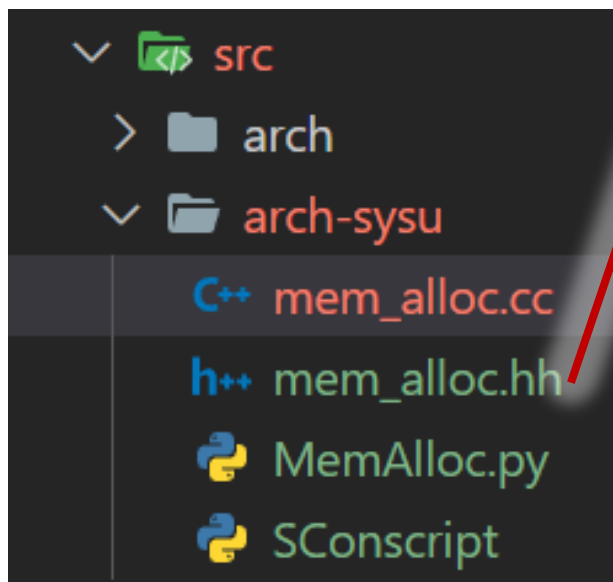 src
arch
arch-sysu
C++ mem_alloc.cc
h++ mem_alloc.hh
MemAlloc.py
SConscript